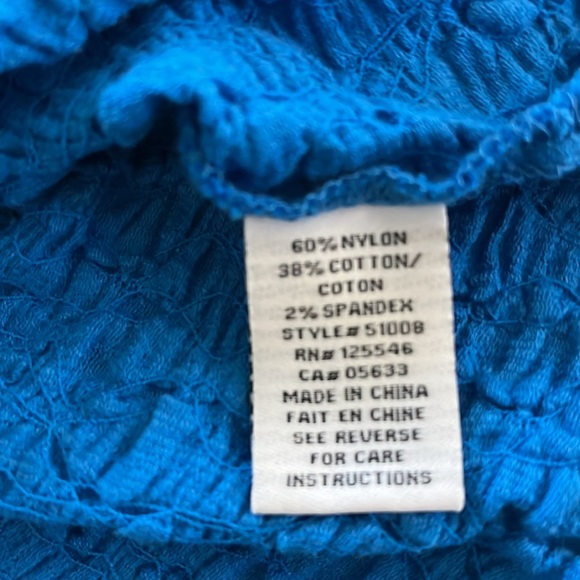 60% NYLON
38% COTTON/
COTON
2% SPANDEX
STYLE# 51008
RN# 125546
CA# 05633
MADE IN CHINA
FAIT EN CHINE
SEE REVERSE
FOR CARE
INSTRUCTIONS